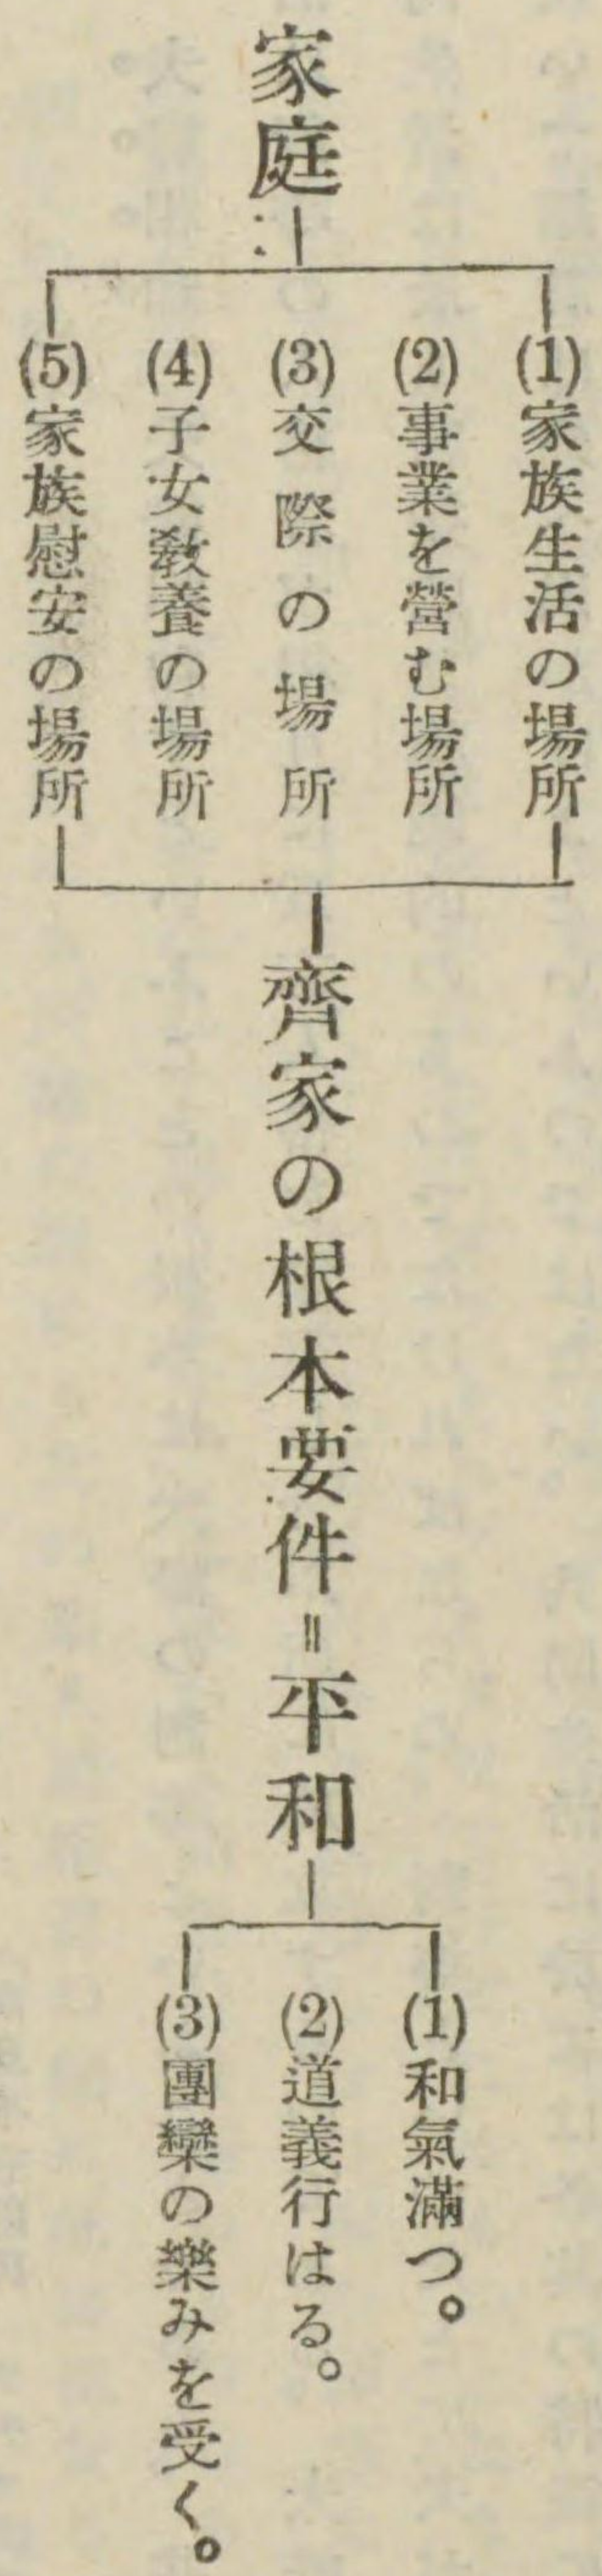 家庭
(1)家族生活の場所
(2)事業を營む場所
(3)交際の場所
(4)子女敎養の場所
(5)家族慰安の場所
齊家の根本要件＝平和
(1)和氣滿つ。
(2)道義行はる。
(3)團欒の樂みを受く。